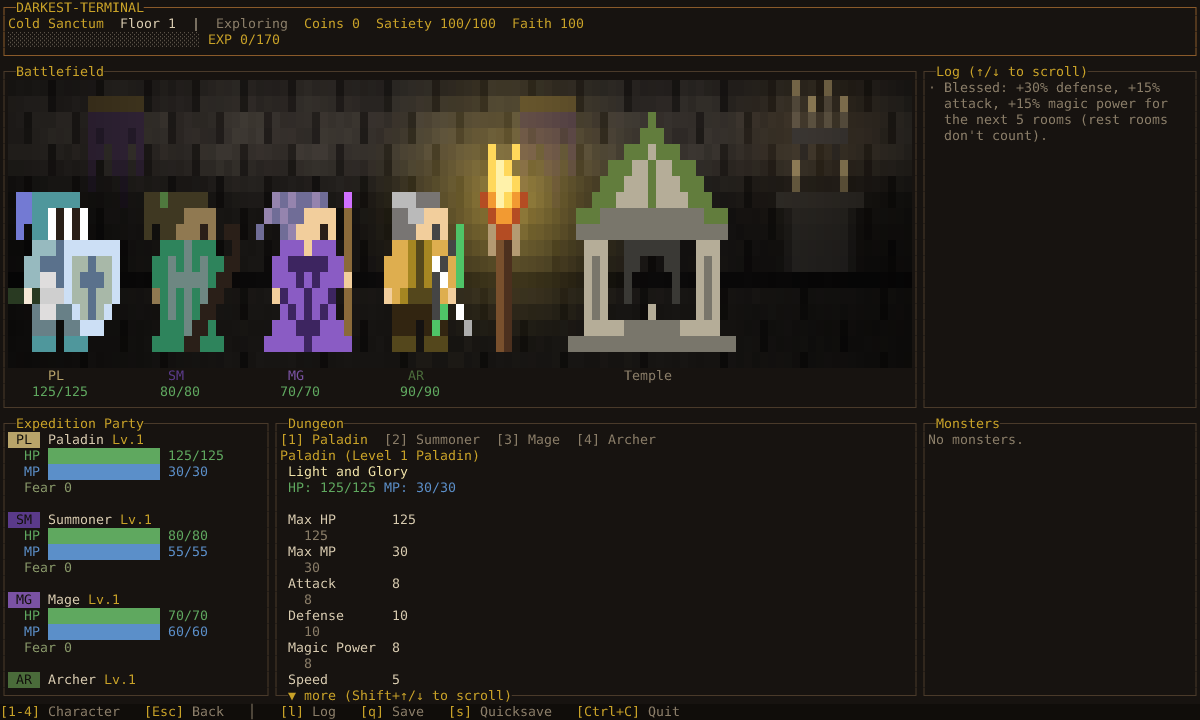 DARKEST-TERMINAL
Cold Sanctum  Floor 1  |  Exploring  Coins 0  Satiety 100/100  Faith 100
EXP 0/170
Battlefield
PL SM MG AR Temple
125/125 80/80 70/70 90/90
Log (↑/↓ to scroll)
· Blessed: +30% defense, +15%
attack, +15% magic power for
the next 5 rooms (rest rooms
don't count).
Expedition Party
PL Paladin Lv.1
HP 125/125
MP 30/30
Fear 0
SM Summoner Lv.1
HP 80/80
MP 55/55
Fear 0
MG Mage Lv.1
HP 70/70
MP 60/60
Fear 0
AR Archer Lv.1
Dungeon
[1] Paladin  [2] Summoner  [3] Mage  [4] Archer
Paladin (Level 1 Paladin)
Light and Glory
HP: 125/125 MP: 30/30
Max HP 125
125
Max MP 30
30
Attack 8
8
Defense 10
10
Magic Power 8
8
Speed 5
▼ more (Shift+↑/↓ to scroll)
Monsters
No monsters.
[1-4] Character  [Esc] Back  │  [l] Log  [q] Save  [s] Quicksave  [Ctrl+C] Quit